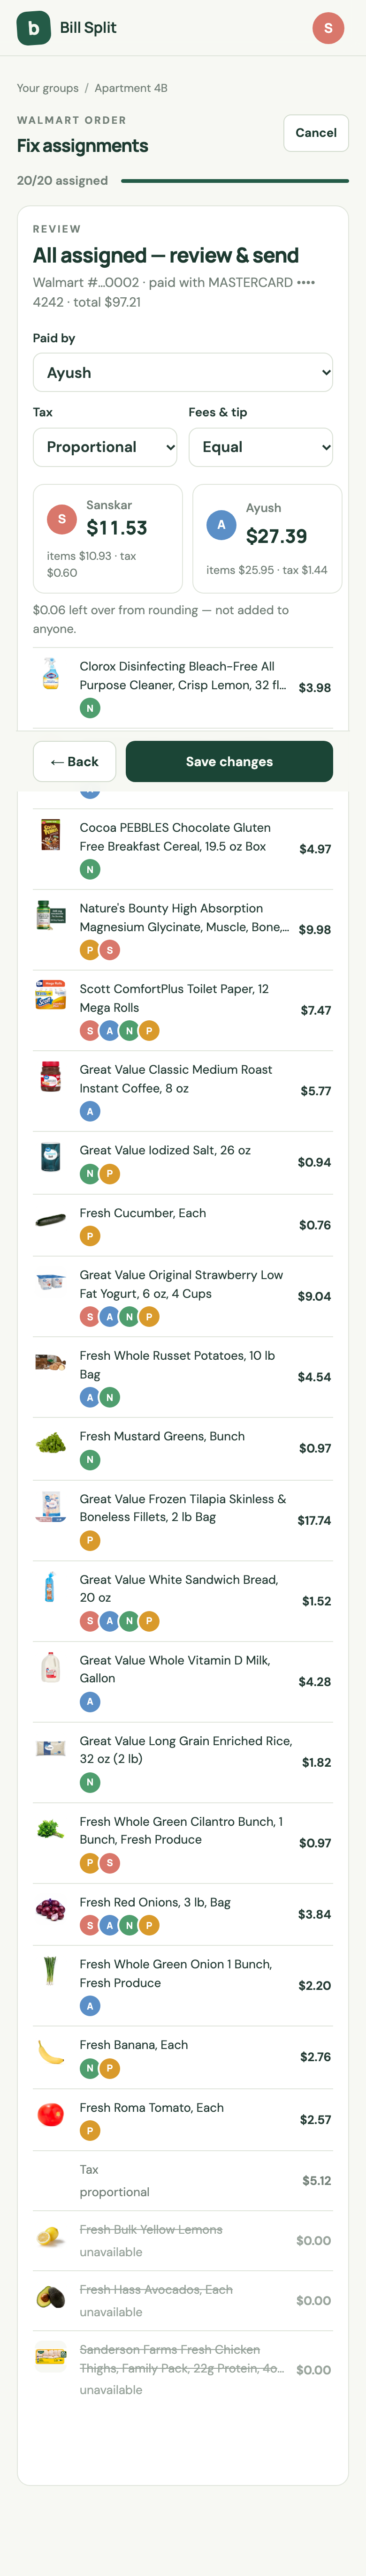 b Bill Split S
Your groups / Apartment 4B
WALMART ORDER
Fix assignments
Cancel
20/20 assigned
REVIEW
All assigned — review & send
Walmart #…0002 · paid with MASTERCARD ••••
4242 · total $97.21
Paid by
Ayush
Tax Fees & tip
Proportional Equal
S Sanskar
$11.53
items $10.93 · tax
$0.60
A Ayush
$27.39
items $25.95 · tax $1.44
$0.06 left over from rounding — not added to
anyone.
Clorox Disinfecting Bleach-Free All
Purpose Cleaner, Crisp Lemon, 32 fl… $3.98
N
← Back Save changes
Cocoa PEBBLES Chocolate Gluten
Free Breakfast Cereal, 19.5 oz Box $4.97
N
Nature's Bounty High Absorption
Magnesium Glycinate, Muscle, Bone,… $9.98
P S
Scott ComfortPlus Toilet Paper, 12
Mega Rolls $7.47
S A N P
Great Value Classic Medium Roast
Instant Coffee, 8 oz $5.77
A
Great Value Iodized Salt, 26 oz $0.94
N P
Fresh Cucumber, Each $0.76
P
Great Value Original Strawberry Low
Fat Yogurt, 6 oz, 4 Cups $9.04
S A N P
Fresh Whole Russet Potatoes, 10 lb
Bag $4.54
A N
Fresh Mustard Greens, Bunch $0.97
N
Great Value Frozen Tilapia Skinless &
Boneless Fillets, 2 lb Bag $17.74
P
Great Value White Sandwich Bread,
20 oz $1.52
S A N P
Great Value Whole Vitamin D Milk,
Gallon $4.28
A
Great Value Long Grain Enriched Rice,
32 oz (2 lb) $1.82
N
Fresh Whole Green Cilantro Bunch, 1
Bunch, Fresh Produce $0.97
P S
Fresh Red Onions, 3 lb, Bag $3.84
S A N P
Fresh Whole Green Onion 1 Bunch,
Fresh Produce $2.20
A
Fresh Banana, Each $2.76
N P
Fresh Roma Tomato, Each $2.57
P
Tax
proportional $5.12
Fresh Bulk Yellow Lemons
unavailable $0.00
Fresh Hass Avocados, Each
unavailable $0.00
Sanderson Farms Fresh Chicken
Thighs, Family Pack, 22g Protein, 4o… $0.00
unavailable